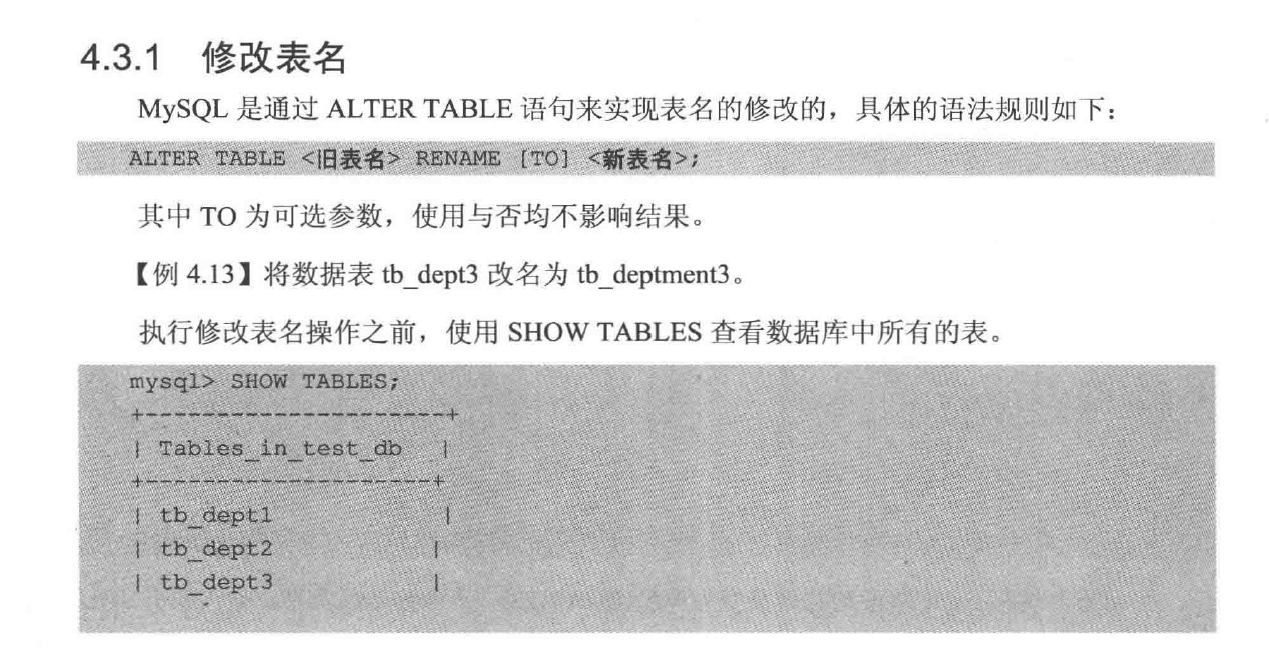 4.3.1 修改表名
MySQL 是通过 ALTER TABLE 语句来实现表名的修改的，具体的语法规则如下：
ALTER TABLE <旧表名> RENAME [TO] <新表名>;
其中 TO 为可选参数，使用与否均不影响结果。
【例 4.13】将数据表 tb_dept3 改名为 tb_deptment3。
执行修改表名操作之前，使用 SHOW TABLES 查看数据库中所有的表。
mysql> SHOW TABLES;
+---------------------+
| Tables_in_test_db   |
+--------------------+
| tb_dept1            |
| tb_dept2           |
| tb_dept3           |